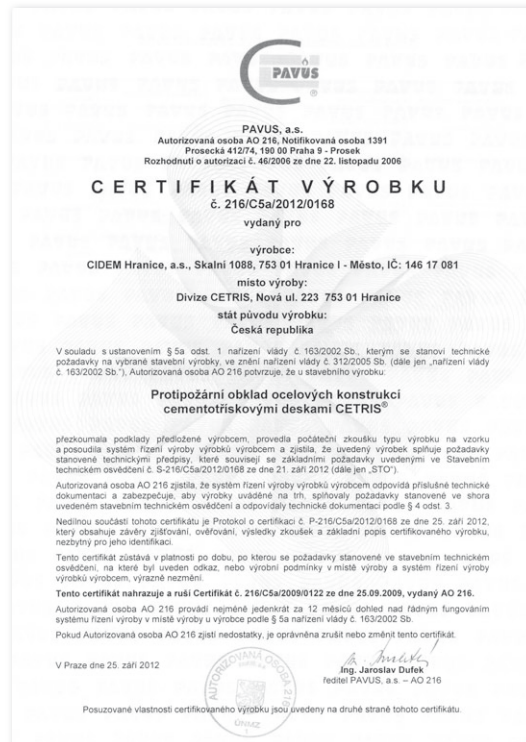 PAVUS
®
PAVUS, a.s.
Autorizovaná osoba AO 216, Notifikovaná osoba 1391
Prosecká 412/74, 190 00 Praha 9 - Prosek
Rozhodnutí o autorizaci č. 46/2006 ze dne 22. listopadu 2006
CERTIFIKÁT VÝROBKU
č. 216/C5a/2012/0168
vydaný pro
výrobce:
CIDEM Hranice, a.s., Skalní 1088, 753 01 Hranice I - Město, IČ: 146 17 081
místo výroby:
Divize CETRIS, Nová ul. 223 753 01 Hranice
stát původu výrobku:
Česká republika
V souladu s ustanovením § 5a odst. 1 nařízení vlády č. 163/2002 Sb., kterým se stanoví technické
požadavky na vybrané stavební výrobky, ve znění nařízení vlády č. 312/2005 Sb. (dále jen „nařízení vlády
č. 163/2002 Sb."), Autorizovaná osoba AO 216 potvrzuje, že u stavebního výrobku:
Protipožární obklad ocelových konstrukcí
cementotřískovými deskami CETRIS®
přezkoumala podklady předložené výrobcem, provedla počáteční zkoušku typu výrobku na vzorku
a posoudila systém řízení výroby výrobků výrobcem a zjistila, že uvedený výrobek splňuje požadavky
stanovené technickými předpisy, které souvisejí se základními požadavky uvedenými ve Stavebním
technickém osvědčení č. S-216/C5a/2012/0168 ze dne 21. září 2012 (dále jen „STO").
Autorizovaná osoba AO 216 zjistila, že systém řízení výroby výrobků výrobcem odpovídá příslušné technické
dokumentaci a zabezpečuje, aby výrobky uváděné na trh, splňovaly požadavky stanovené ve shora
uvedeném stavebním technickém osvědčení a odpovídaly technické dokumentaci podle § 4 odst. 3.
Nedílnou součástí tohoto certifikátu je Protokol o certifikaci č. P-216/C5a/2012/0168 ze dne 25. září 2012,
který obsahuje závěry zjišťování, ověřování, výsledky zkoušek a základní popis certifikovaného výrobku,
nezbytný pro jeho identifikaci.
Tento certifikát zůstává v platnosti po dobu, po kterou se požadavky stanovené ve stavebním technickém
osvědčení, na které byl uveden odkaz, nebo výrobní podmínky v místě výroby a systém řízení výroby
výrobků výrobcem, výrazně nezmění.
Tento certifikát nahrazuje a ruší Certifikát č. 216/C5a/2009/0122 ze dne 25.09.2009, vydaný AO 216.
Autorizovaná osoba AO 216 provádí nejméně jedenkrát za 12 měsíců dohled nad řádným fungováním
systému řízení výroby v místě výroby u výrobce podle § 5a nařízení vlády č. 163/2002 Sb.
Pokud Autorizovaná osoba AO 216 zjistí nedostatky, je oprávněna zrušit nebo změnit tento certifikát.
V Praze dne 25. září 2012
AUTORIZOVANÁ OSOBA 216
ÚNMZ
Ing. Jaroslav Dufek
ředitel PAVUS, a.s. – AO 216
Posuzované vlastnosti certifikovaného výrobku jsou uvedeny na druhé straně tohoto certifikátu.